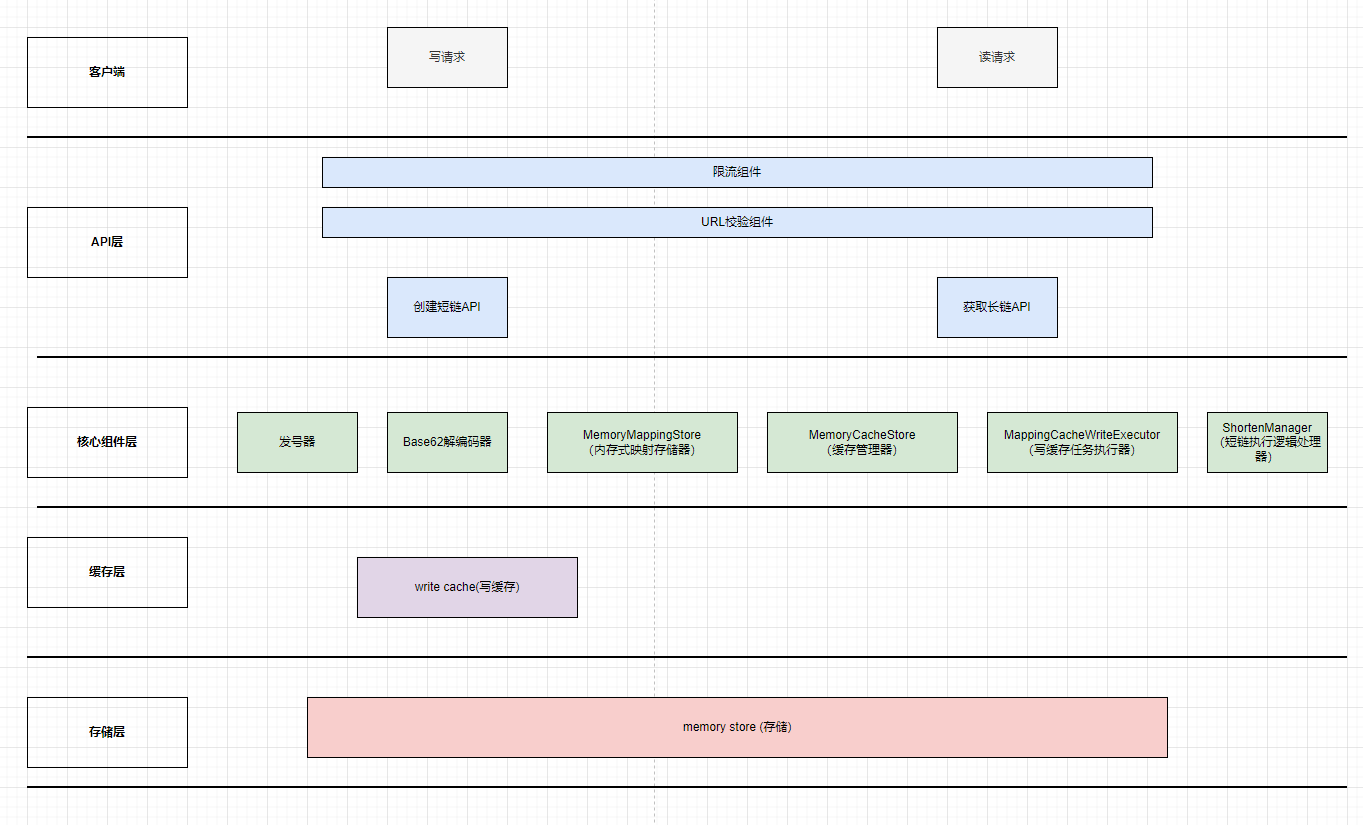 客户端
写请求
读请求
限流组件
URL校验组件
API层
创建短链API
获取长链API
核心组件层
发号器
Base62解编码器
MemoryMappingStore
（内存式映射存储器）
MemoryCacheStore
（缓存管理器）
MappingCacheWriteExecutor
（写缓存任务执行器）
ShortenManager
（短链执行逻辑处理
器）
缓存层
write cache(写缓存)
存储层
memory store (存储)